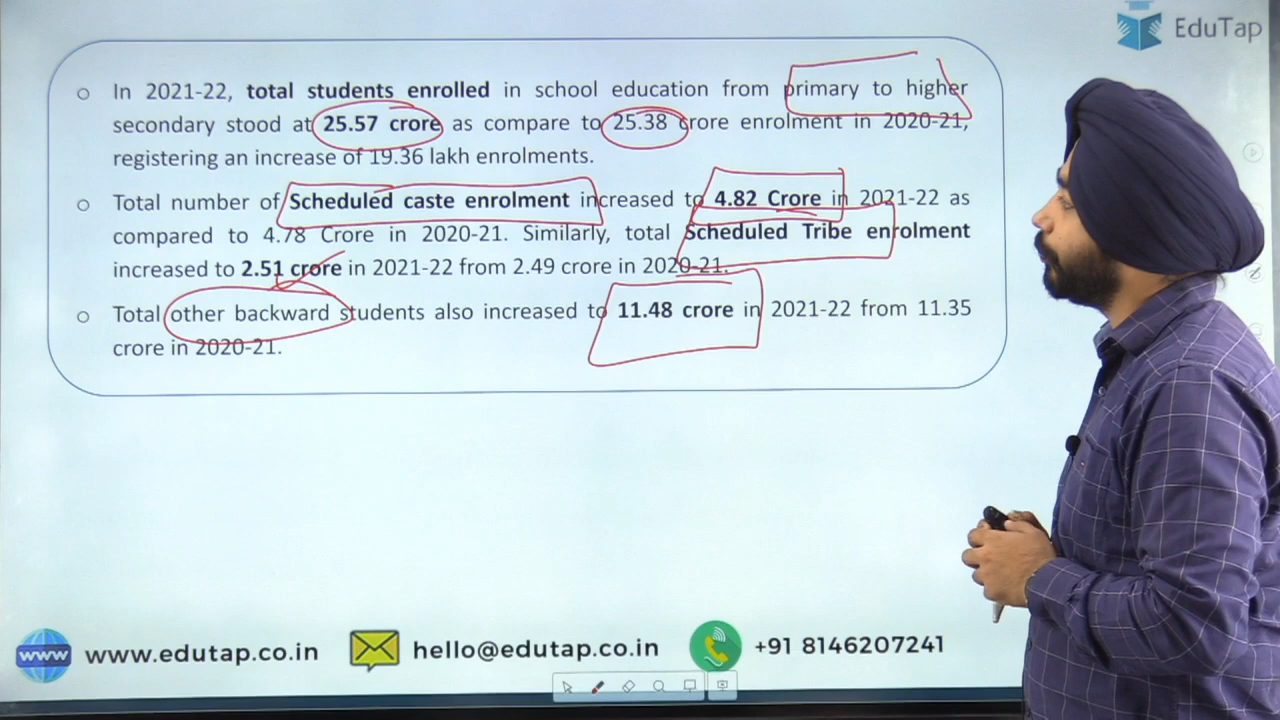 EduTap
In 2021-22, total students enrolled in school education from primary to higher
secondary stood at 25.57 crore as compare to 25.38 crore enrolment in 2020-21,
registering an increase of 19.36 lakh enrolments.
Total number of Scheduled caste enrolment increased to 4.82 Crore in 2021-22 as
compared to 4.78 Crore in 2020-21. Similarly, total Scheduled Tribe enrolment
increased to 2.51 crore in 2021-22 from 2.49 crore in 2020-21.
Total other backward students also increased to 11.48 crore in 2021-22 from 11.35
crore in 2020-21.
www www.edutap.co.in hello@edutap.co.in +91 8146207241